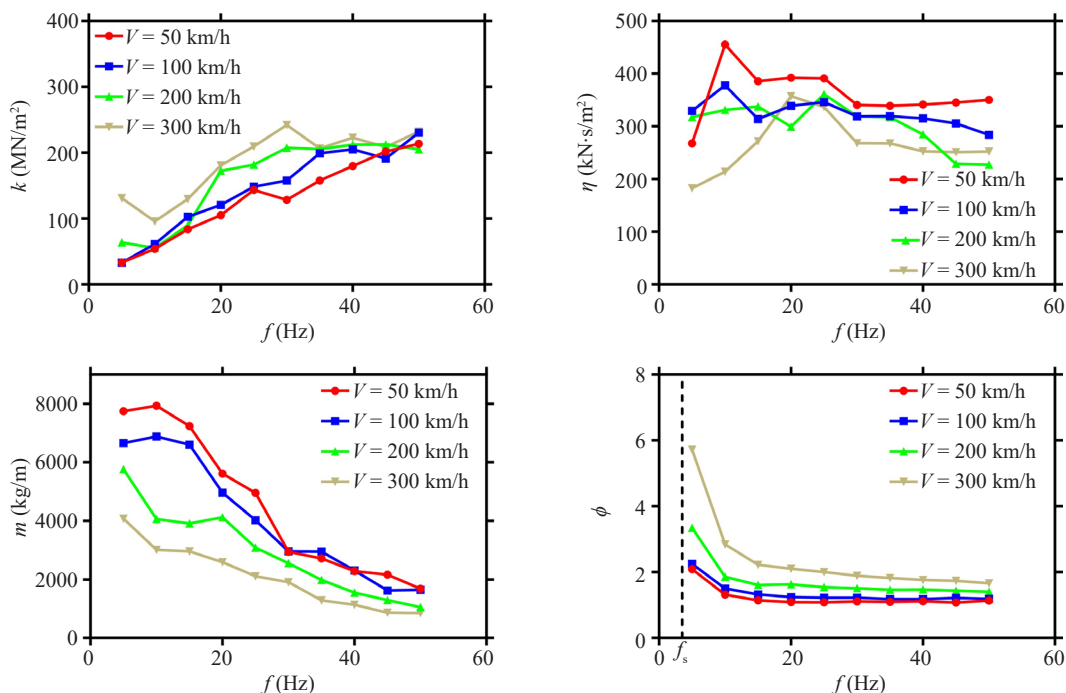 400
300
200
100
0
k (MN/m²)
V = 50 km/h
V = 100 km/h
V = 200 km/h
V = 300 km/h
0 20 40 60
f (Hz)
500
400
300
200
100
0
η (kN·s/m²)
V = 50 km/h
V = 100 km/h
V = 200 km/h
V = 300 km/h
0 20 40 60
f (Hz)
8000
6000
4000
2000
0
m (kg/m)
V = 50 km/h
V = 100 km/h
V = 200 km/h
V = 300 km/h
0 20 40 60
f (Hz)
8
6
4
2
0
ϕ
V = 50 km/h
V = 100 km/h
V = 200 km/h
V = 300 km/h
0 fₛ 20 40 60
f (Hz)